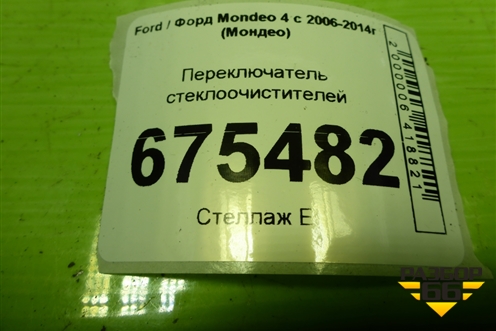 Ford / Форд Mondeo 4 с 2006-2014г
(Мондео)
Переключатель
стеклоочистителей
675482
Стеллаж Е
2000006418821
РАЗБОР
66